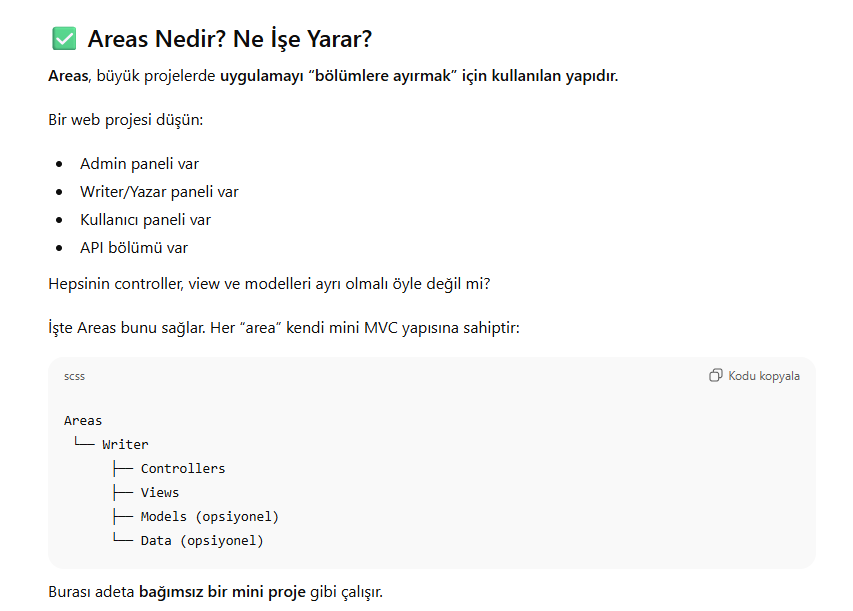 ✅ Areas Nedir? Ne İşe Yarar?
Areas, büyük projelerde uygulamayı “bölümlere ayırmak” için kullanılan yapıdır.
Bir web projesi düşün:
• Admin paneli var
• Writer/Yazar paneli var
• Kullanıcı paneli var
• API bölümü var
Hepsinin controller, view ve modelleri ayrı olmalı öyle değil mi?
İşte Areas bunu sağlar. Her “area” kendi mini MVC yapısına sahiptir:
scss Kodu kopyala
Areas
└── Writer
├── Controllers
├── Views
├── Models (opsiyonel)
└── Data (opsiyonel)
Burası adeta bağımsız bir mini proje gibi çalışır.